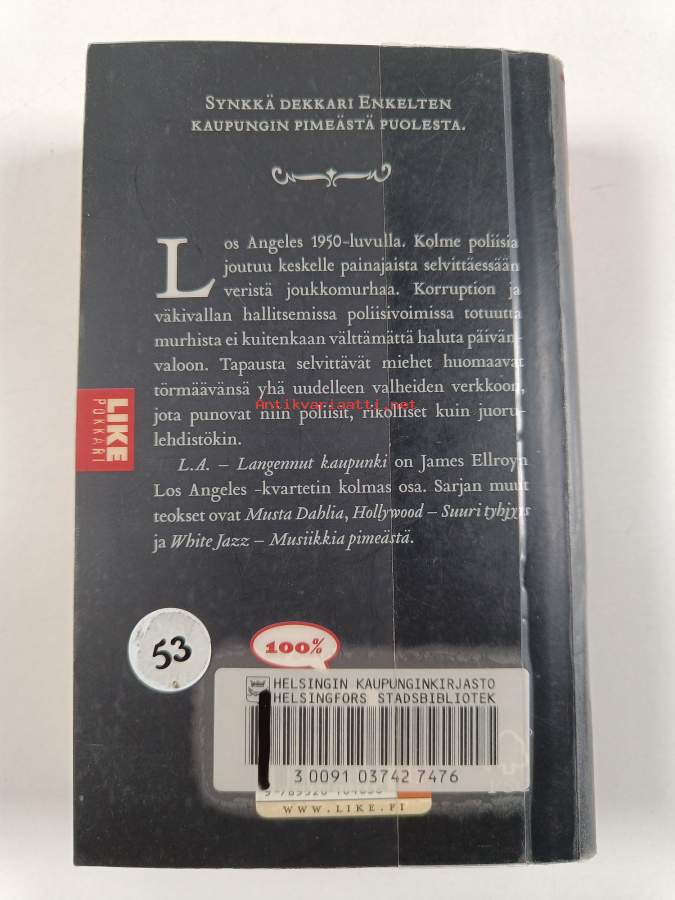 SYNKKÄ DEKKARI ENKELTEN
KAUPUNGIN PIMEÄSTÄ PUOLESTA.
Los Angeles 1950-luvulla. Kolme poliisia
joutuu keskelle painajaista selvittäessään
veristä joukkomurhaa. Korruption ja
väkivallan hallitsemissa poliisivoimissa totuutta
murhista ei kuitenkaan välttämättä haluta päivän-
valoon. Tapausta selvittävät miehet huomaavat
törmäävänsä yhä uudelleen valheiden verkkoon,
Antikvariaatti.net
jota punovat niin poliisit, rikolliset kuin juoru-
lehdistökin.
L.A. – Langennut kaupunki on James Ellroyn
Los Angeles -kvartetin kolmas osa. Sarjan muut
teokset ovat Musta Dahlia, Hollywood – Suuri tyhjyys
ja White Jazz – Musiikkia pimeästä.
LIKE
POKKARI
53
100%
HELSINGIN KAUPUNGINKIRJASTO
HELSINGFORS STADSBIBLIOTEK
3 0091 03742 7476
WWW.LIKE.FI